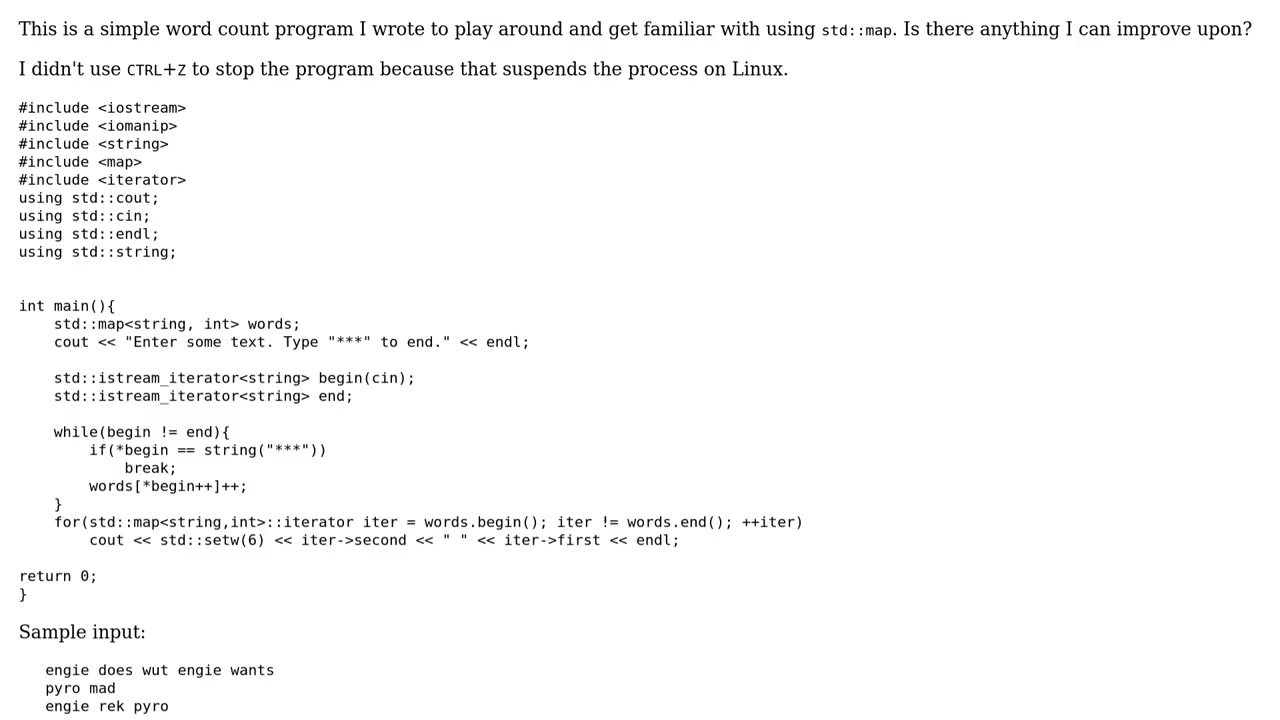 This is a simple word count program I wrote to play around and get familiar with using std::map. Is there anything I can improve upon?
I didn't use CTRL+Z to stop the program because that suspends the process on Linux.
#include <iostream>
#include <iomanip>
#include <string>
#include <map>
#include <iterator>
using std::cout;
using std::cin;
using std::endl;
using std::string;
int main(){
    std::map<string, int> words;
    cout << "Enter some text. Type "***" to end." << endl;
    std::istream_iterator<string> begin(cin);
    std::istream_iterator<string> end;
    while(begin != end){
        if(*begin == string("***"))
            break;
        words[*begin++]++;
    }
    for(std::map<string,int>::iterator iter = words.begin(); iter != words.end(); ++iter)
        cout << std::setw(6) << iter->second << " " << iter->first << endl;
return 0;
}
Sample input:
engie does wut engie wants
pyro mad
engie rek pyro